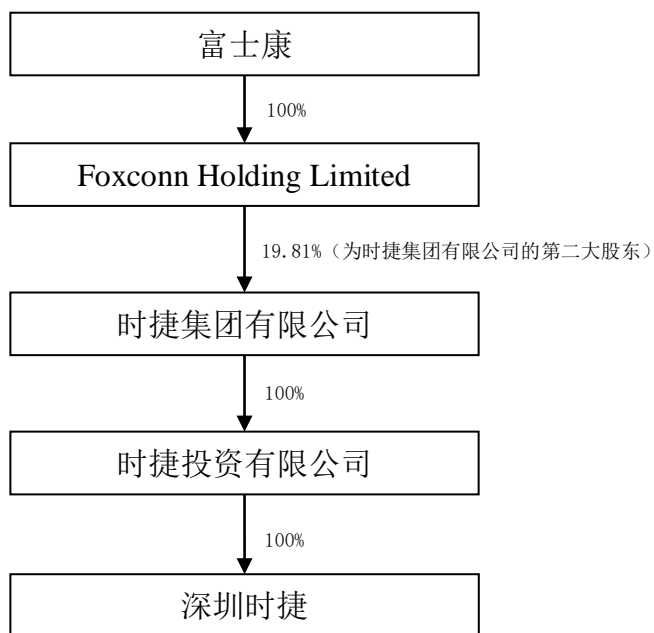 富士康
100%
Foxconn Holding Limited
19.81%（为时捷集团有限公司的第二大股东）
时捷集团有限公司
100%
时捷投资有限公司
100%
深圳时捷